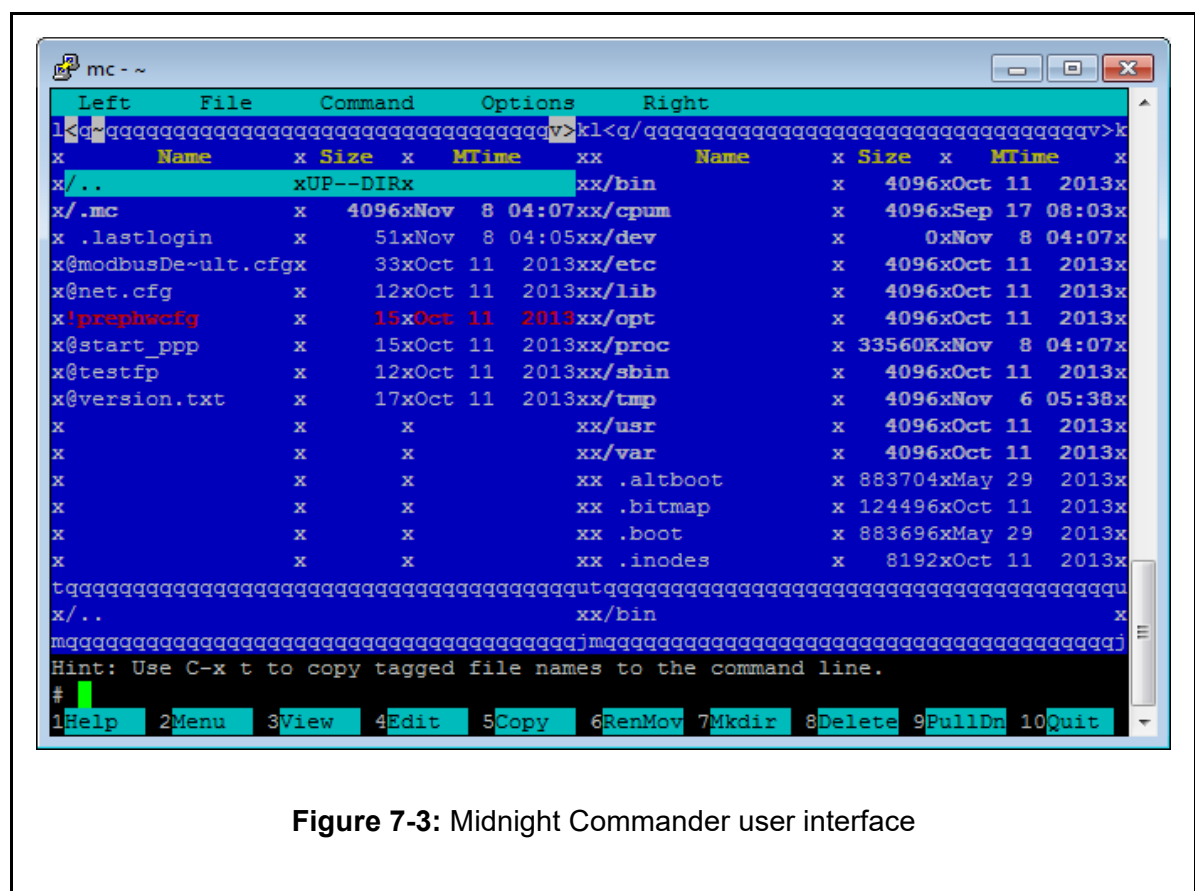 mc - ~
Left File Command Options Right
l<q~qqqqqqqqqqqqqqqqqqqqqqqqqqqqqqqqqv>kl<q/qqqqqqqqqqqqqqqqqqqqqqqqqqqqqqqqqv>k
x Name x Size x MTime xx Name x Size x MTime x
x/.. xUP--DIRx xx/bin x 4096xOct 11 2013x
x/.mc x 4096xNov 8 04:07xx/cpum x 4096xSep 17 08:03x
x .lastlogin x 51xNov 8 04:05xx/dev x 0xNov 8 04:07x
x@modbusDe~ult.cfgx 33xOct 11 2013xx/etc x 4096xOct 11 2013x
x@net.cfg x 12xOct 11 2013xx/lib x 4096xOct 11 2013x
x!prephwcfg x 15xOct 11 2013xx/opt x 4096xOct 11 2013x
x@start_ppp x 15xOct 11 2013xx/proc x 33560KxNov 8 04:07x
x@testfp x 12xOct 11 2013xx/sbin x 4096xOct 11 2013x
x@version.txt x 17xOct 11 2013xx/tmp x 4096xNov 6 05:38x
x x x xx/usr x 4096xOct 11 2013x
x x x xx/var x 4096xOct 11 2013x
x x x xx .altboot x 883704xMay 29 2013x
x x x xx .bitmap x 124496xOct 11 2013x
x x x xx .boot x 883696xMay 29 2013x
x x x xx .inodes x 8192xOct 11 2013x
tqqqqqqqqqqqqqqqqqqqqqqqqqqqqqqqqqqqqqqutqqqqqqqqqqqqqqqqqqqqqqqqqqqqqqqqqqqqqqu
x/.. xx/bin x
mqqqqqqqqqqqqqqqqqqqqqqqqqqqqqqqqqqqqqqjmqqqqqqqqqqqqqqqqqqqqqqqqqqqqqqqqqqqqqqj
Hint: Use C-x t to copy tagged file names to the command line.
#
1Help 2Menu 3View 4Edit 5Copy 6RenMov 7Mkdir 8Delete 9PullDn 10Quit
Figure 7-3: Midnight Commander user interface